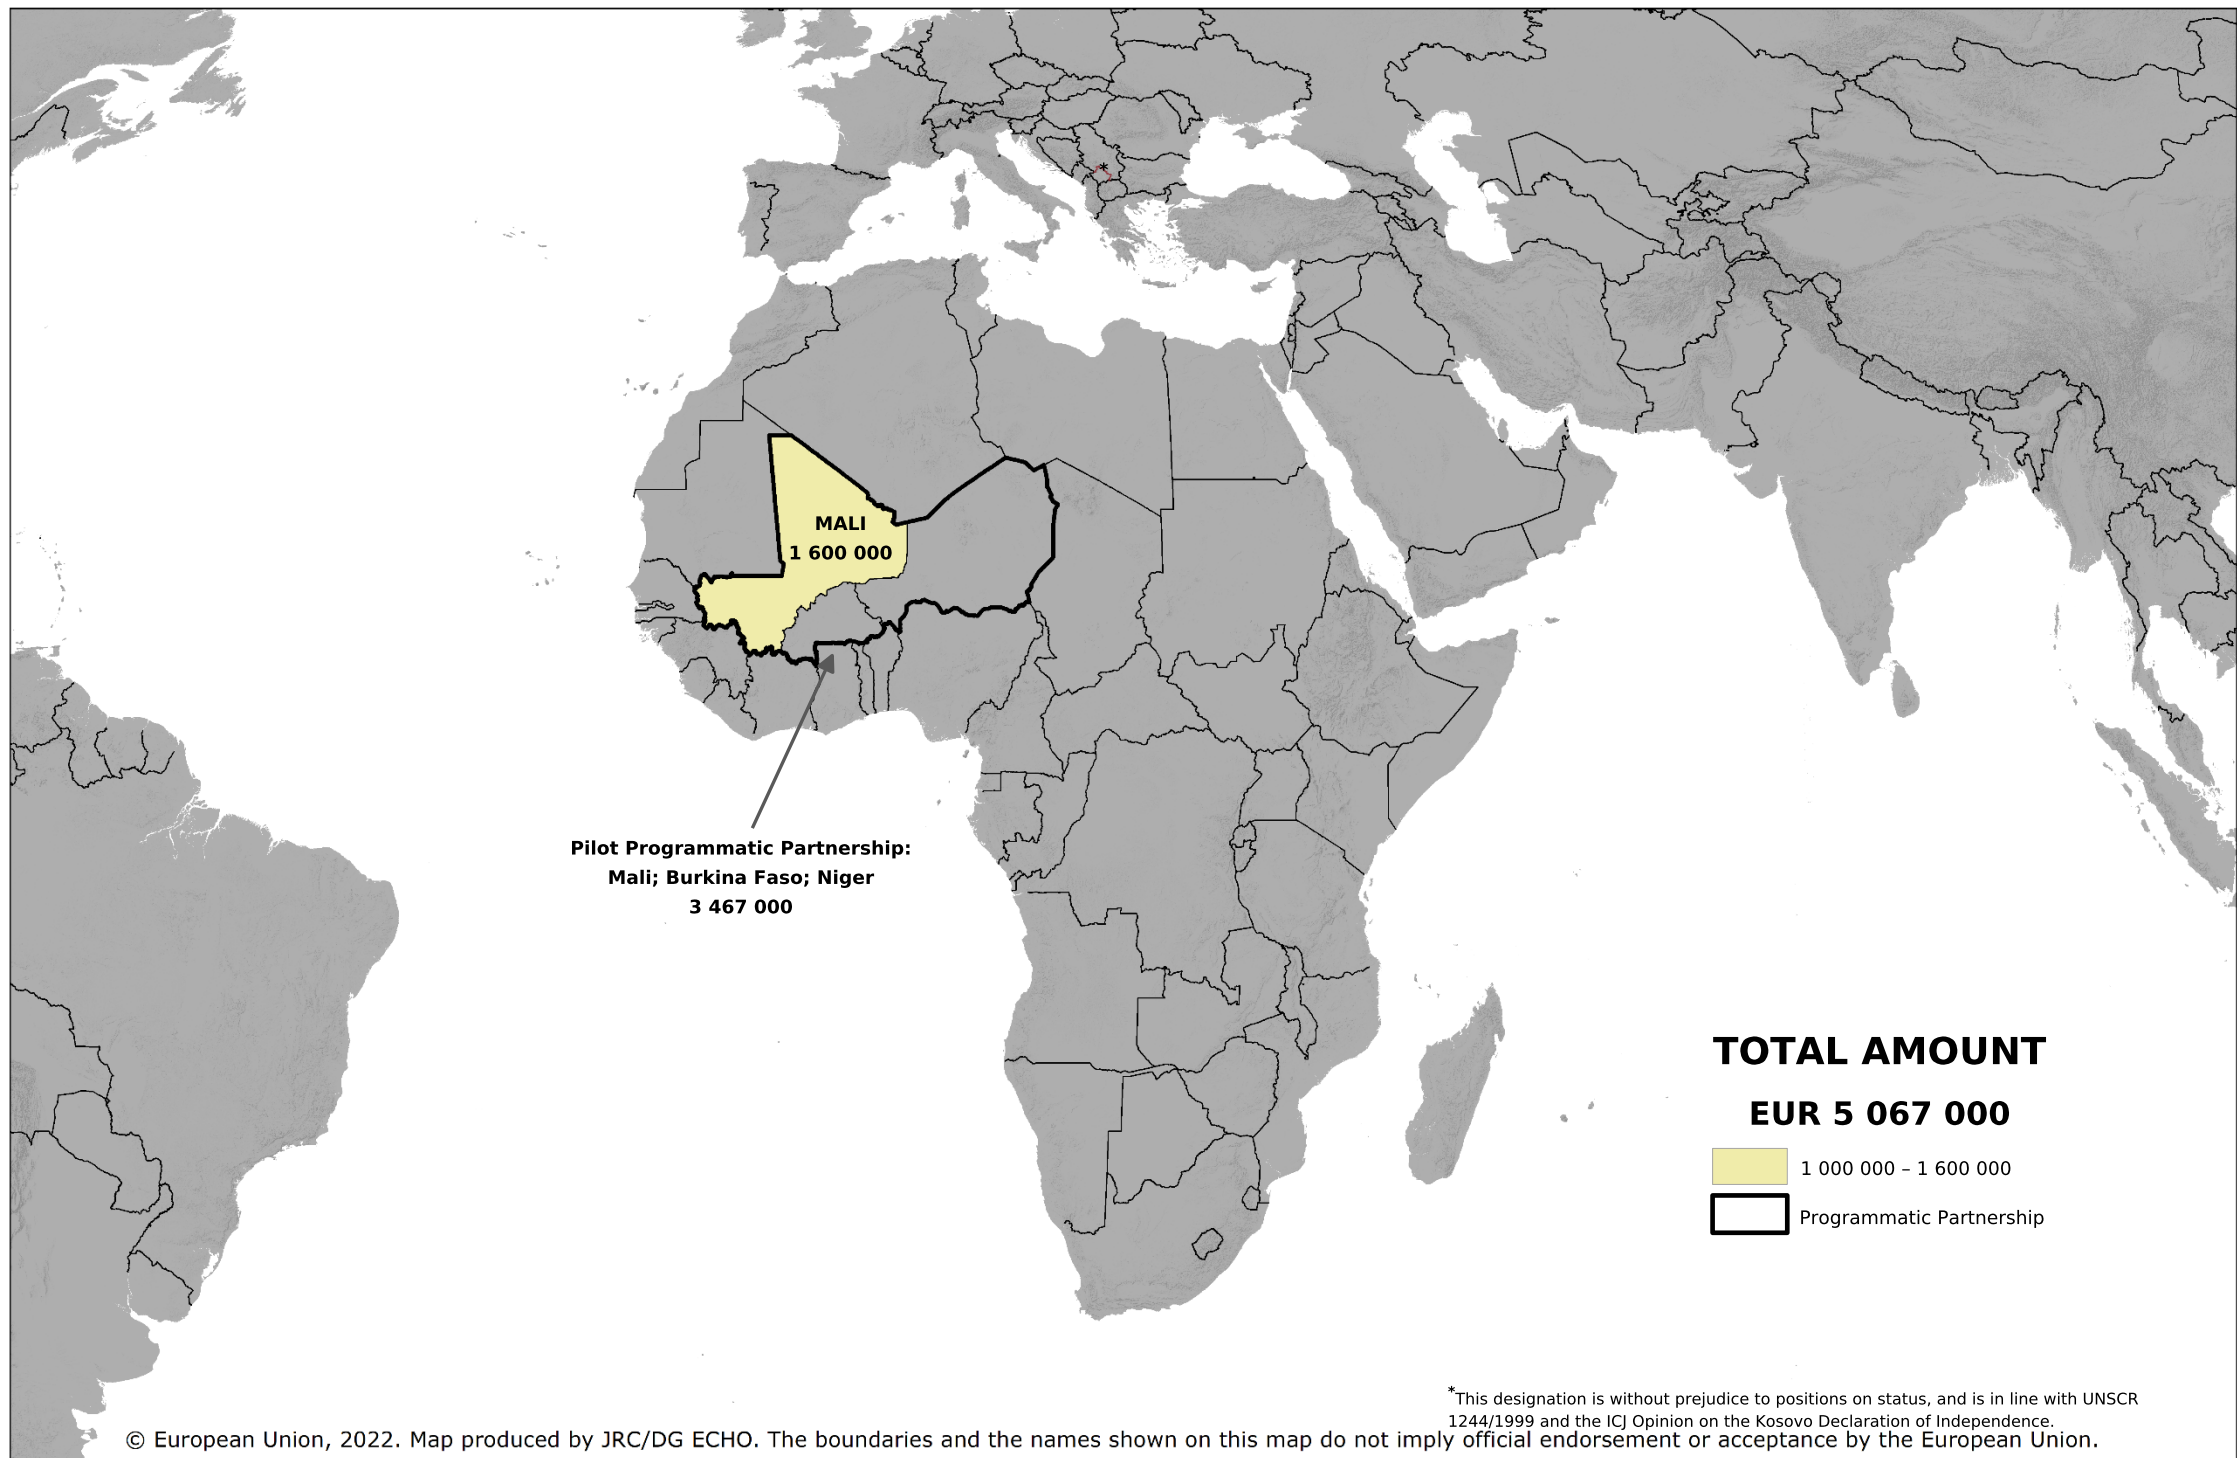 MALI
1 600 000
Pilot Programmatic Partnership:
Mali; Burkina Faso; Niger
3 467 000
TOTAL AMOUNT
EUR 5 067 000
1 000 000 – 1 600 000
Programmatic Partnership
*
*This designation is without prejudice to positions on status, and is in line with UNSCR
1244/1999 and the ICJ Opinion on the Kosovo Declaration of Independence.
© European Union, 2022. Map produced by JRC/DG ECHO. The boundaries and the names shown on this map do not imply official endorsement or acceptance by the European Union.